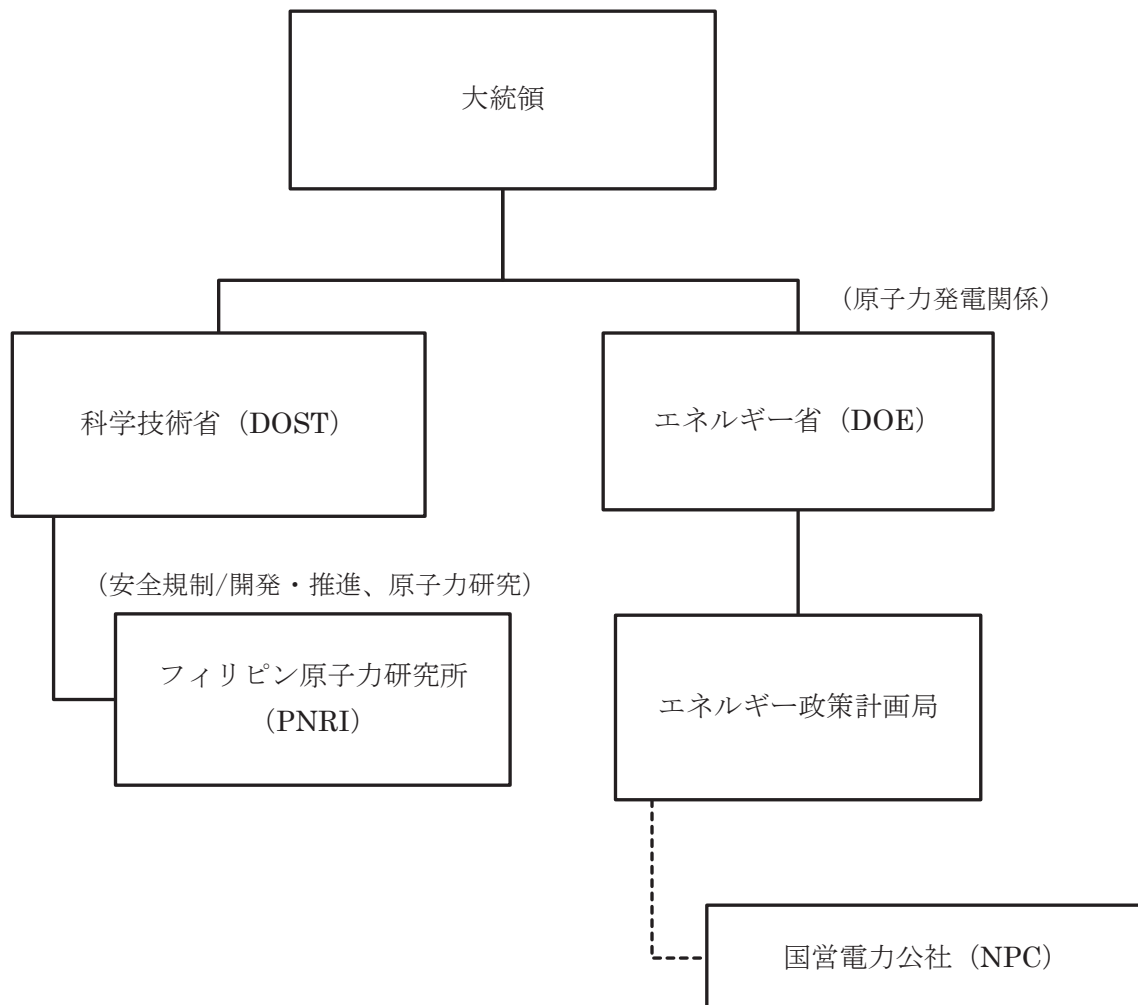 大統領
(原子力発電関係)
科学技術省（DOST）
エネルギー省（DOE）
(安全規制/開発・推進、原子力研究)
フィリピン原子力研究所
（PNRI）
エネルギー政策計画局
国営電力公社（NPC）